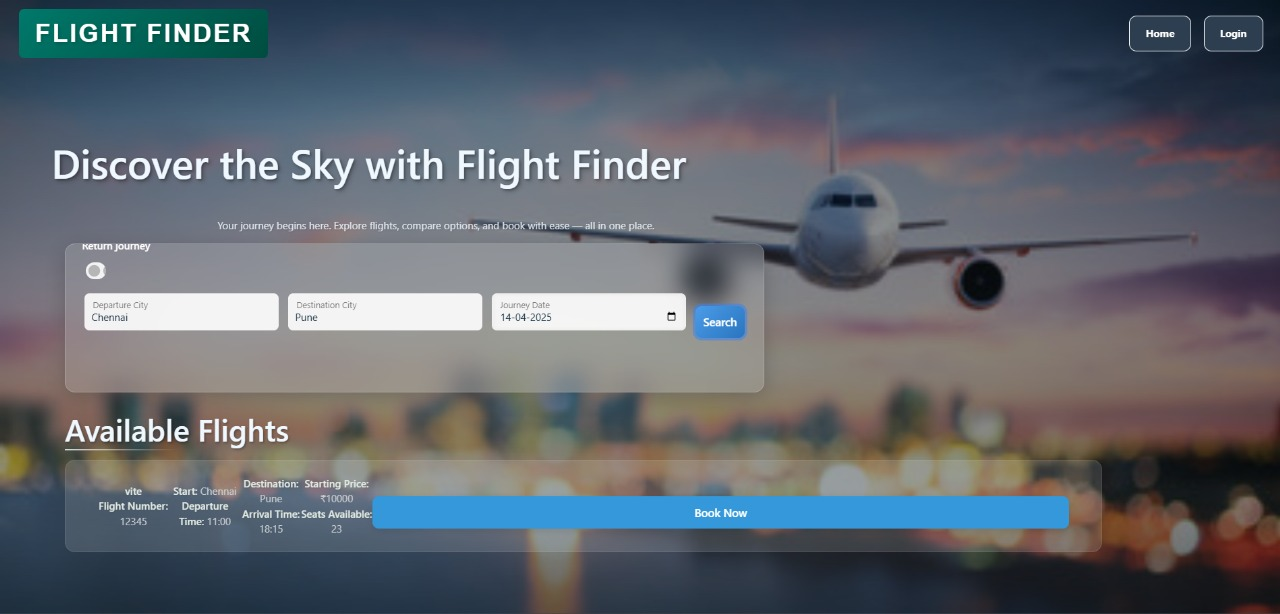 FLIGHT FINDER
Home
Login
Discover the Sky with Flight Finder
Your journey begins here. Explore flights, compare options, and book with ease — all in one place.
Return Journey
Departure City
Chennai
Destination City
Pune
Journey Date
14-04-2025
Search
Available Flights
vite
Flight Number:
12345
Start: Chennai
Departure
Time: 11:00
Destination:
Pune
Arrival Time:
18:15
Starting Price:
₹10000
Seats Available:
23
Book Now